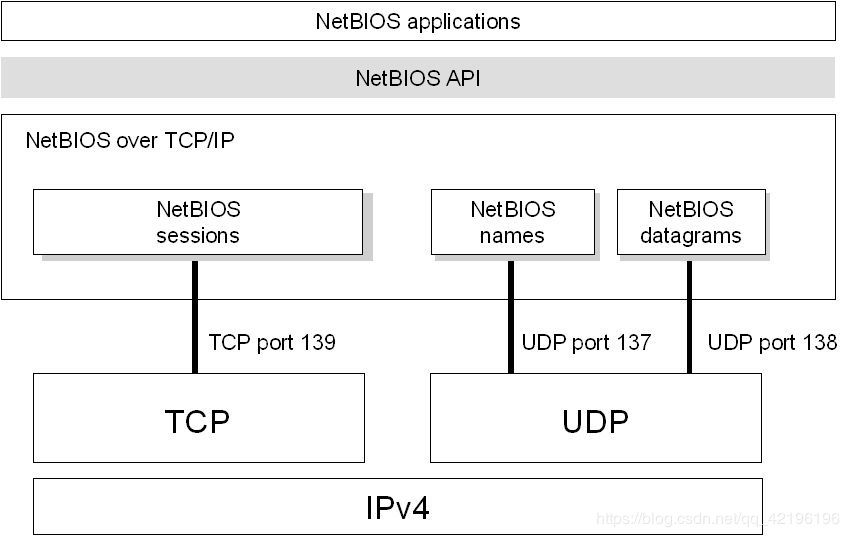 NetBIOS applications
NetBIOS API
NetBIOS over TCP/IP
NetBIOS
sessions
NetBIOS
names
NetBIOS
datagrams
TCP port 139
UDP port 137
UDP port 138
TCP
UDP
IPv4
https://blog.csdn.net/qq_42196196